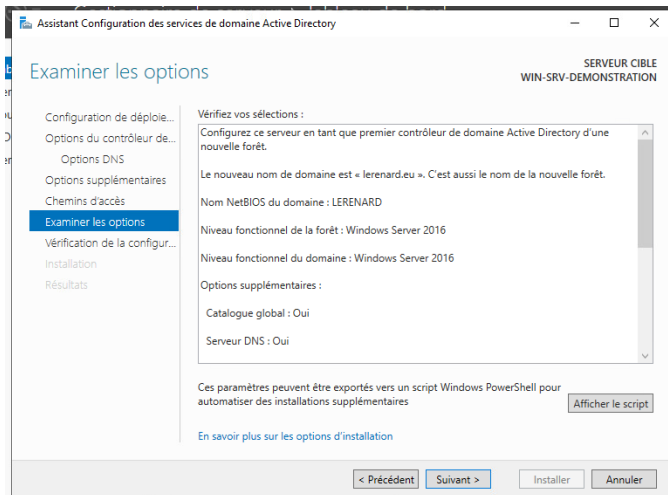 Assistant Configuration des services de domaine Active Directory
Examiner les options
SERVEUR CIBLE
WIN-SRV-DEMONSTRATION
Configuration de déploie...
Options du contrôleur de...
Options DNS
Options supplémentaires
Chemins d'accès
Examiner les options
Vérification de la configur...
Installation
Résultats
Vérifiez vos sélections :
Configurez ce serveur en tant que premier contrôleur de domaine Active Directory d'une
nouvelle forêt.
Le nouveau nom de domaine est « lerenard.eu ». C'est aussi le nom de la nouvelle forêt.
Nom NetBIOS du domaine : LERENARD
Niveau fonctionnel de la forêt : Windows Server 2016
Niveau fonctionnel du domaine : Windows Server 2016
Options supplémentaires :
Catalogue global : Oui
Serveur DNS : Oui
Ces paramètres peuvent être exportés vers un script Windows PowerShell pour
automatiser des installations supplémentaires
Afficher le script
En savoir plus sur les options d'installation
< Précédent
Suivant >
Installer
Annuler